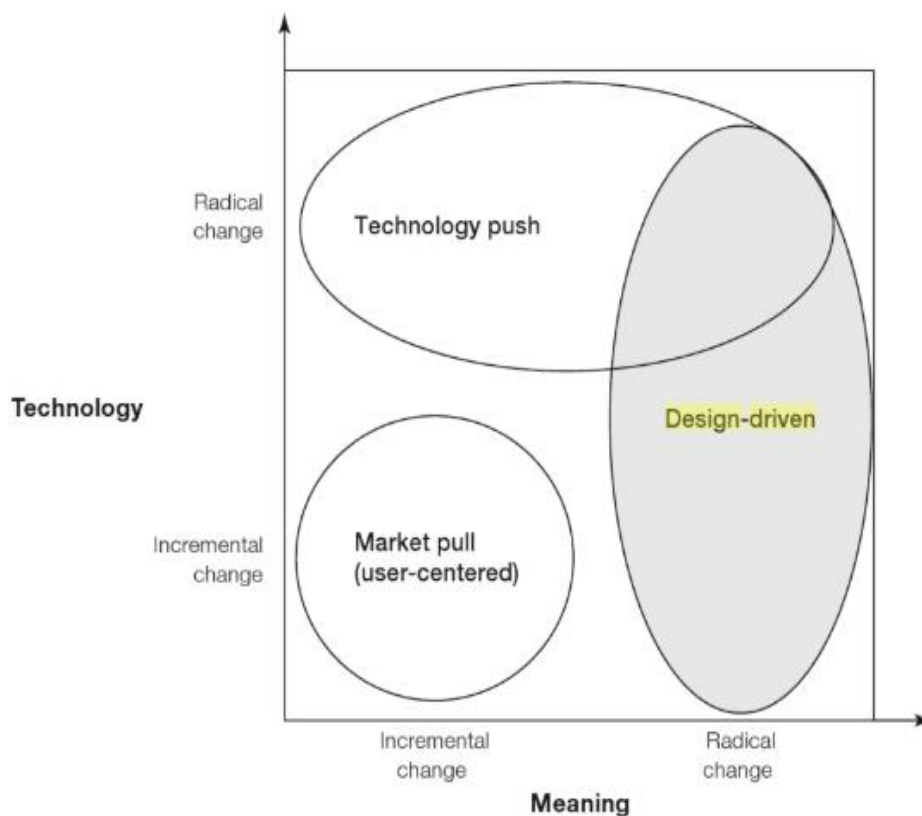 Radical
change
Technology push
Technology
Design-driven
Incremental
change
Market pull
(user-centered)
Incremental
change
Radical
change
Meaning